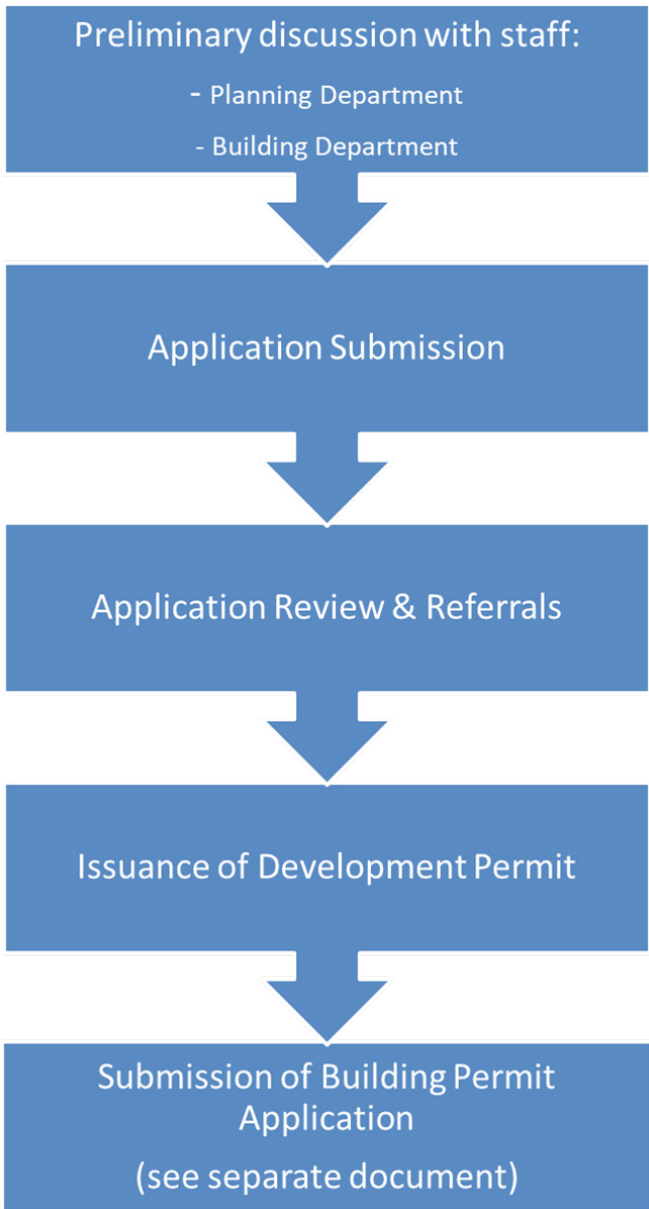 Preliminary discussion with staff:
- Planning Department
- Building Department
Application Submission
Application Review & Referrals
Issuance of Development Permit
Submission of Building Permit
Application
(see separate document)